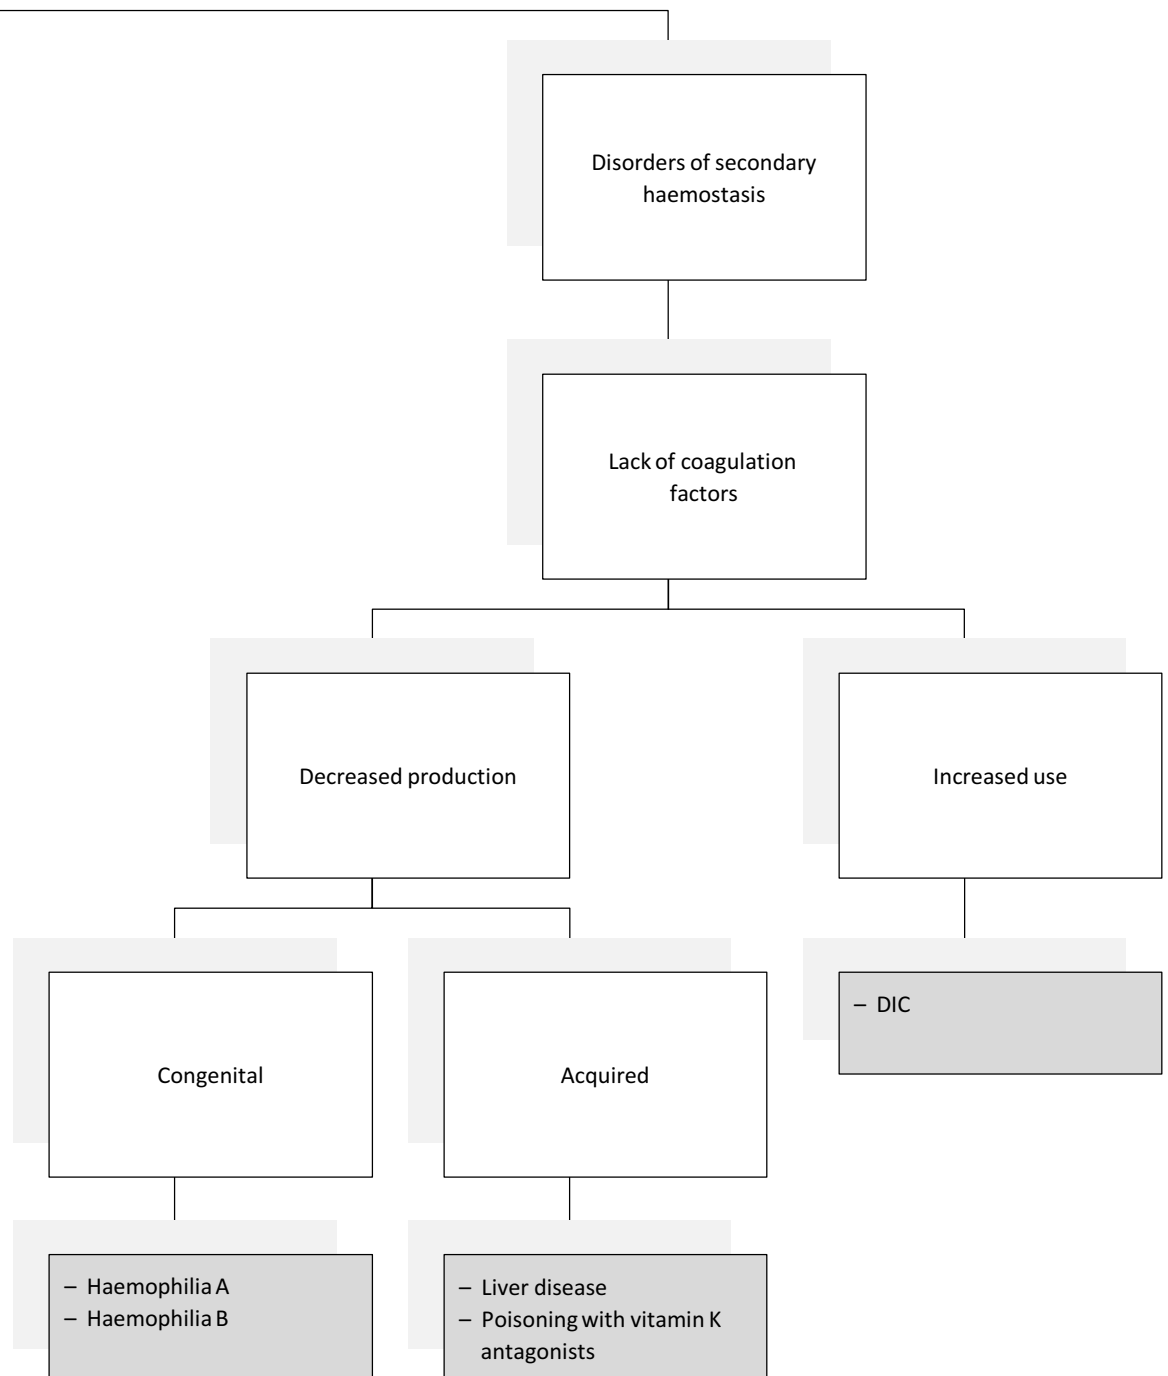 Disorders of secondary
haemostasis
Lack of coagulation
factors
Decreased production
Increased use
Congenital
Acquired
– DIC
– Haemophilia A
– Haemophilia B
– Liver disease
– Poisoning with vitamin K
antagonists